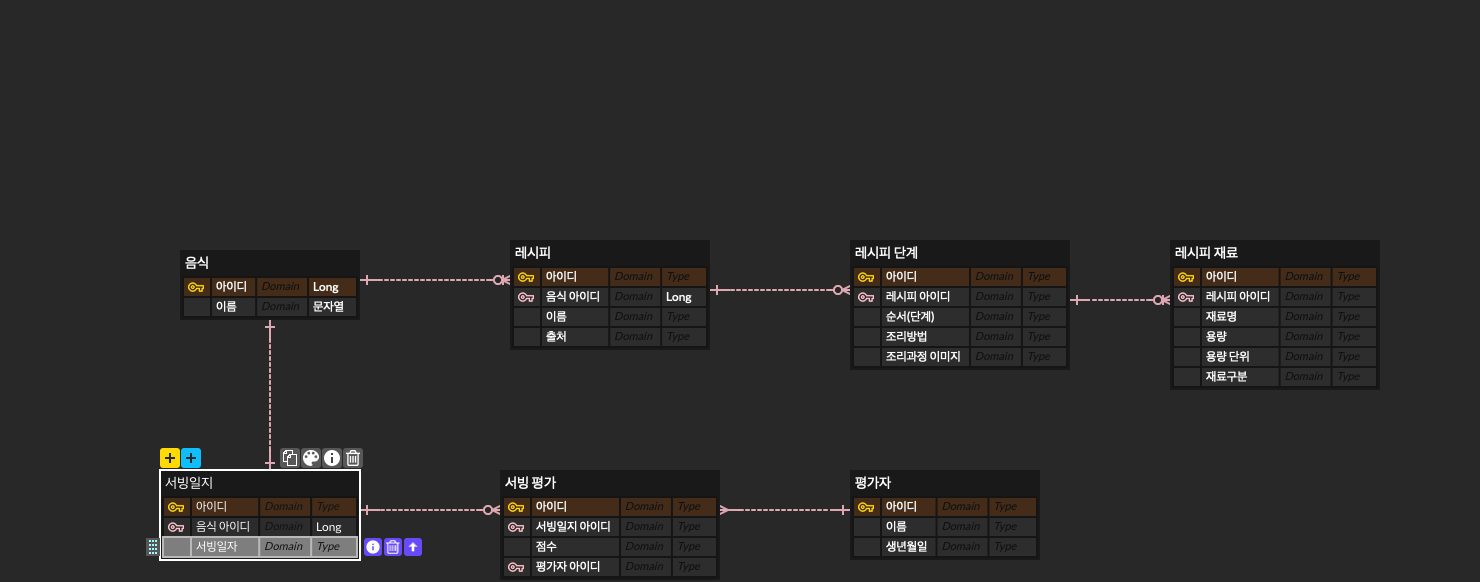 음식
아이디 Domain Long
이름 Domain 문자열
레시피
아이디 Domain Type
음식 아이디 Domain Long
이름 Domain Type
출처 Domain Type
레시피 단계
아이디 Domain Type
레시피 아이디 Domain Type
순서(단계) Domain Type
조리방법 Domain Type
조리과정 이미지 Domain Type
레시피 재료
아이디 Domain Type
레시피 아이디 Domain Type
재료명 Domain Type
용량 Domain Type
용량 단위 Domain Type
재료구분 Domain Type
서빙일지
아이디 Domain Type
음식 아이디 Domain Long
서빙일자 Domain Type
서빙 평가
아이디 Domain Type
서빙일지 아이디 Domain Type
점수 Domain Type
평가자 아이디 Domain Type
평가자
아이디 Domain Type
이름 Domain Type
생년월일 Domain Type